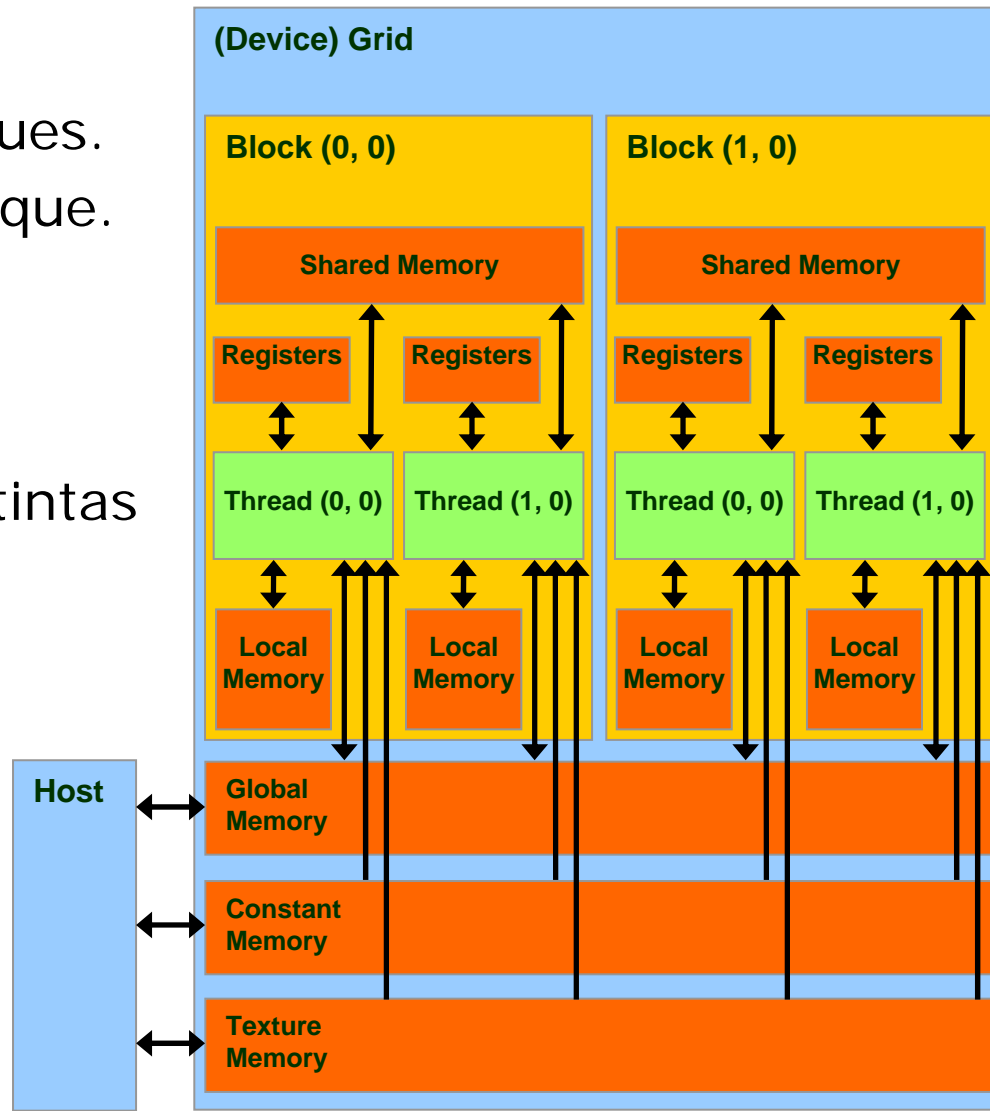 (Device) Grid
ues.
que.
tintas
Block (0, 0)
Block (1, 0)
Shared Memory
Shared Memory
Registers
Registers
Registers
Registers
Thread (0, 0)
Thread (1, 0)
Thread (0, 0)
Thread (1, 0)
Local
Memory
Local
Memory
Local
Memory
Local
Memory
Host
Global
Memory
Constant
Memory
Texture
Memory